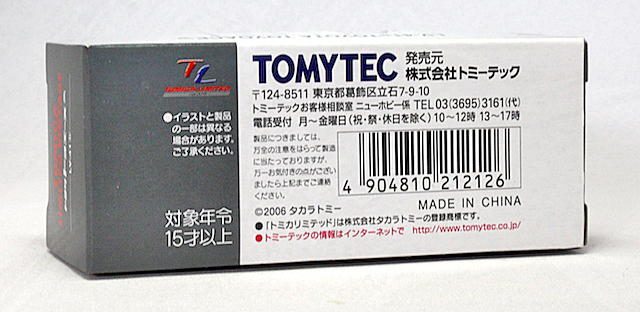 TL
TOMICA LIMITED
●イラストと製品
の一部は異なる
場合があります。
ご了承ください。
対象年令
15才以上
TOMYTEC
発売元
株式会社トミーテック
〒124-8511 東京都葛飾区立石7-9-10
トミーテックお客様相談室 ニューホビー係 TEL 03(3695)3161(代)
電話受付 月～金曜日(祝・祭・休日を除く) 10～12時 13～17時
製品につきましては、
万全の注意をはらって製造
に当たっておりますが、
万一お気付きの点がござい
ましたら上記までご連絡
ください。
4 904810 212126
©2006 タカラトミー
MADE IN CHINA
●「トミカリミテッド」は株式会社タカラトミーの登録商標です。
●トミーテックの情報はインターネットで http://www.tomytec.co.jp/